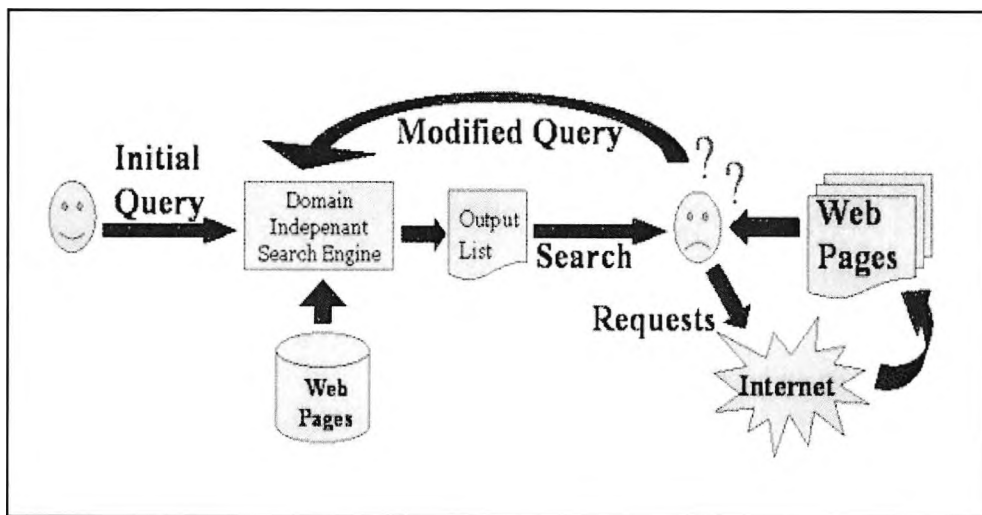 Initial
Query
Domain
Indepenant
Search Engine
Web
Pages
Modified Query
Output
List
Search
? ?
Web
Pages
Requests
Internet